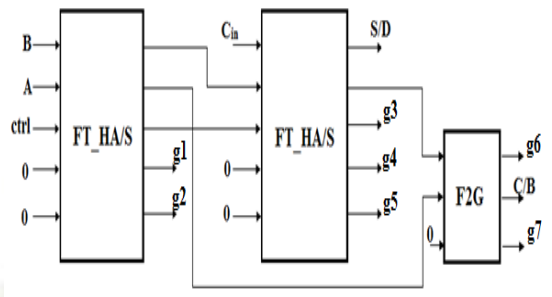 B
A
ctrl
0
0
FT_HA/S
g1
g2
Cin
0
0
FT_HA/S
S/D
g3
g4
g5
0
F2G
g6
C/B
g7